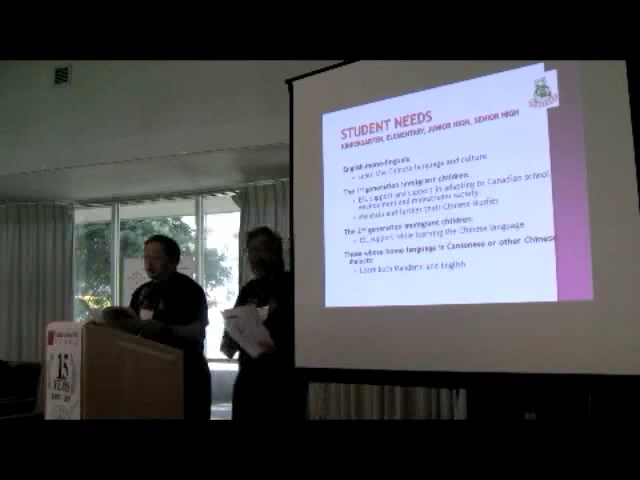 STUDENT NEEDS
KINDERGARTEN, ELEMENTARY, JUNIOR HIGH, SENIOR HIGH
English mono-linguals:
Learn the Chinese language and culture
The 1st generation immigrant children:
ESL support and support in adapting to Canadian school
environment and mainstream society
Maintain and further their Chinese studies
The 2nd generation immigrant children:
EL support while learning the Chinese language
Those whose home language is Cantonese or other Chinese
dialects:
Learn both Mandarin and English
15
YEARS